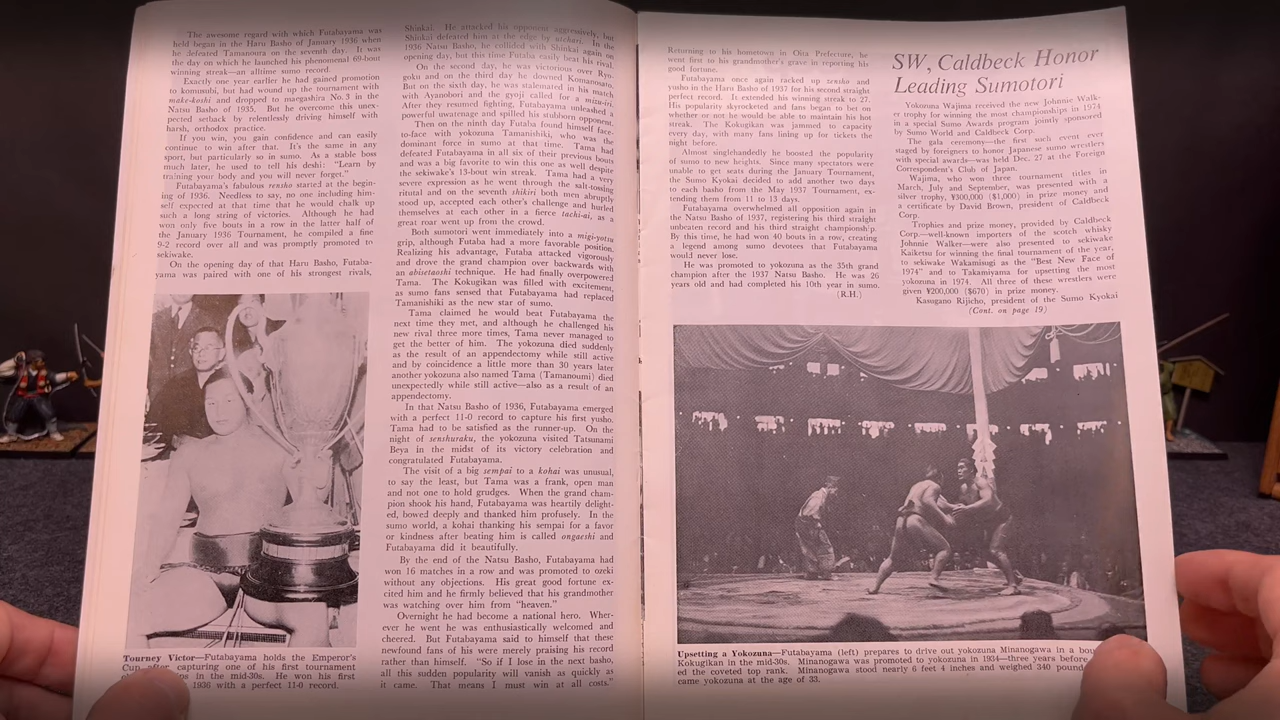 The awesome regard with which Futabayama was
held began in the Haru Basho of January 1936 when
he defeated Tamanoura on the seventh day. It was
the day on which he launched his phenomenal 69-bout
winning streak—an alltime sumo record.
Exactly one year earlier he had gained promotion
to komusubi, but had wound up the tournament with
make-koshi and dropped to maegashira No. 3 in the
Natsu Basho of 1935. But he overcame this unex-
pected setback by relentlessly driving himself with
harsh, orthodox practice.
If you win, you gain confidence and can easily
continue to win after that. It's the same in any
sport, but particularly so in sumo. As a stable boss
much later, he used to tell his deshi: "Learn by
training your body and you will never forget."
Futabayama's fabulous rensho started at the begin-
ing of 1936. Needless to say, no one including him-
self expected at that time that he would chalk up
such a long string of victories. Although he had
won only five bouts in a row in the latter half of
the January 1936 Tournament, he compiled a fine
9-2 record over all and was promptly promoted to
sekiwake.
On the opening day of that Haru Basho, Futaba-
yama was paired with one of his strongest rivals,
Tourney Victor—Futabayama holds the Emperor's
Cup after capturing one of his first tournament
in the mid-30s. He won his first
1936 with a perfect 11-0 record.
Shinkai. He attacked his opponent aggressively, but
Shinkai defeated him at the edge by utchari. In the
1936 Natsu Basho, he collided with Shinkai again on
opening day, but this time Futaba easily beat his rival.
On the second day, he was victorious over Ryo-
goku and on the third day he downed Komanosato.
But on the sixth day, he was stalemated in his match
with Ayanobori and the gyoji called for a mizu-iri.
After they resumed fighting, Futabayama unleashed a
powerful uwatenage and spilled his stubborn opponent.
Then on the ninth day Futaba found himself face-
to-face with yokozuna Tamanishiki, who was the
dominant force in sumo at that time. Tama had
defeated Futabayama in all six of their previous bouts
and was a big favorite to win this one as well despite
the sekiwake's 13-bout win streak. Tama had a very
severe expression as he went through the salt-tossing
ritual and on the seventh shikiri both men abruptly
stood up, accepted each other's challenge and hurled
themselves at each other in a fierce tachi-ai, as a
great roar went up from the crowd.
Both sumotori went immediately into a migi-yotsu
grip, although Futaba had a more favorable position.
Realizing his advantage, Futaba attacked vigorously
and drove the grand champion over backwards with
an abisetaoshi technique. He had finally overpowered
Tama. The Kokugikan was filled with excitement,
as sumo fans sensed that Futabayama had replaced
Tamanishiki as the new star of sumo.
Tama claimed he would beat Futabayama the
next time they met, and although he challenged his
new rival three more times, Tama never managed to
get the better of him. The yokozuna died suddenly
as the result of an appendectomy while still active
and by coincidence a little more than 30 years later
another yokozuna also named Tama (Tamanoumi) died
unexpectedly while still active—also as a result of an
appendectomy.
In that Natsu Basho of 1936, Futabayama emerged
with a perfect 11-0 record to capture his first yusho.
Tama had to be satisfied as the runner-up. On the
night of senshuraku, the yokozuna visited Tatsunami
Beya in the midst of its victory celebration and
congratulated Futabayama.
The visit of a big sempai to a kohai was unusual,
to say the least, but Tama was a frank, open man
and not one to hold grudges. When the grand cham-
pion shook his hand, Futabayama was heartily delight-
ed, bowed deeply and thanked him profusely. In the
sumo world, a kohai thanking his sempai for a favor
or kindness after beating him is called ongaeshi and
Futabayama did it beautifully.
By the end of the Natsu Basho, Futabayama had
won 16 matches in a row and was promoted to ozeki
without any objections. His great good fortune ex-
cited him and he firmly believed that his grandmother
was watching over him from "heaven."
Overnight he had become a national hero. Wher-
ever he went he was enthusiastically welcomed and
cheered. But Futabayama said to himself that these
newfound fans of his were merely praising his record
rather than himself. "So if I lose in the next basho,
all this sudden popularity will vanish as quickly as
it came. That means I must win at all costs."
Returning to his hometown in Oita Prefecture, he
went first to his grandmother's grave in reporting his
good fortune.
Futabayama once again racked up zensho and
yusho in the Haru Basho of 1937 for his second straight
perfect record. It extended his winning streak to 27.
His popularity skyrocketed and fans began to bet on
whether or not he would be able to maintain his hot
streak. The Kokugikan was jammed to capacity
every day, with many fans lining up for tickets the
night before.
Almost singlehandedly he boosted the popularity
of sumo to new heights. Since many spectators were
unable to get seats during the January Tournament,
the Sumo Kyokai decided to add another two days
to each basho from the May 1937 Tournament, ex-
tending them from 11 to 13 days.
Futabayama overwhelmed all opposition again in
the Natsu Basho of 1937, registering his third straight
unbeaten record and his third straight championship.
By this time, he had won 40 bouts in a row, creating
a legend among sumo devotees that Futabayama
would never lose.
He was promoted to yokozuna as the 35th grand
champion after the 1937 Natsu Basho. He was 26
years old and had completed his 10th year in sumo.
(R.H.)
SW, Caldbeck Honor
Leading Sumotori
Yokozuna Wajima received the new Johnnie Walk-
er trophy for winning the most championships in 1974
in a special Sumo Awards program jointly sponsored
by Sumo World and Caldbeck Corp.
The gala ceremony—the first such event ever
staged by foreigners to honor Japanese sumo wrestlers
with special awards—was held Dec. 27 at the Foreign
Correspondent's Club of Japan.
Wajima, who won three tournament titles in
March, July and September, was presented with a
silver trophy, ¥300,000 ($1,000) in prize money and
a certificate by David Brown, president of Caldbeck
Corp.
Trophies and prize money, provided by Caldbeck
Corp.—well-known importers of the scotch whisky
Johnnie Walker—were also presented to sekiwake
Kaiketsu for winning the final tournament of the year,
to sekiwake Wakamisugi as the "Best New Face of
1974" and to Takamiyama for upsetting the most
yokozuna in 1974. All three of these wrestlers were
given ¥200,000 ($670) in prize money.
Kasugano Rijicho, president of the Sumo Kyokai
(Cont. on page 19)
Upsetting a Yokozuna—Futabayama (left) prepares to drive out yokozuna Minanogawa in a bou
Kokugikan in the mid-30s. Minanogawa was promoted to yokozuna in 1934—three years before
ed the coveted top rank. Minanogawa stood nearly 6 feet 4 inches and weighed 340 pound
came yokozuna at the age of 33.